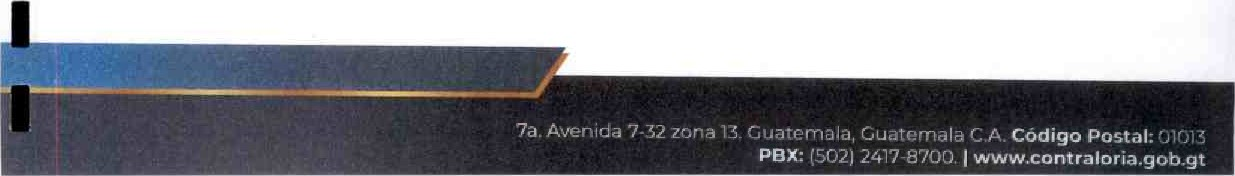 7a. Avenida 7-32 zona 13. Guatemala, Guatemala C.A. Código Postal: 01013
PBX: (502) 2417-8700. | www.contraloria.gob.gt